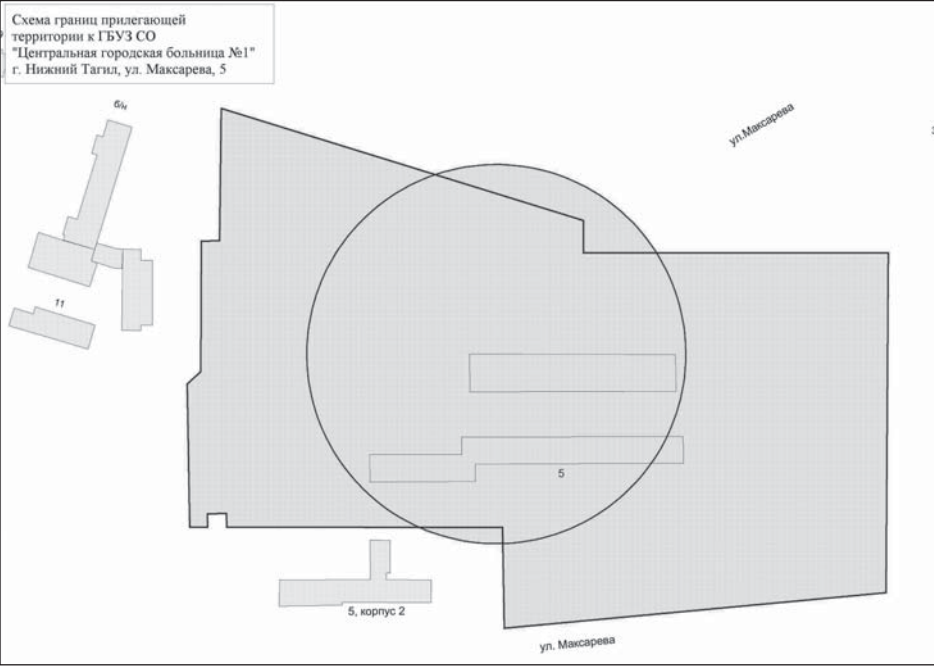 Схема границ прилегающей
территории к ГБУЗ СО
"Центральная городская больница №1"
г. Нижний Тагил, ул. Максарева, 5
б/н
ул.Максарева
11
5
5, корпус 2
ул. Максарева